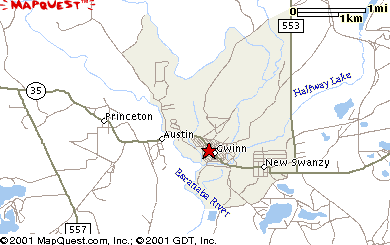 MAPQUEST™
0 1mi
1km
553
Halfway Lake
35
Princeton
Austin
Gwinn
New Swanzy
Escanaba River
557
©2001 MapQuest.com, Inc.; ©2001 GDT, Inc.